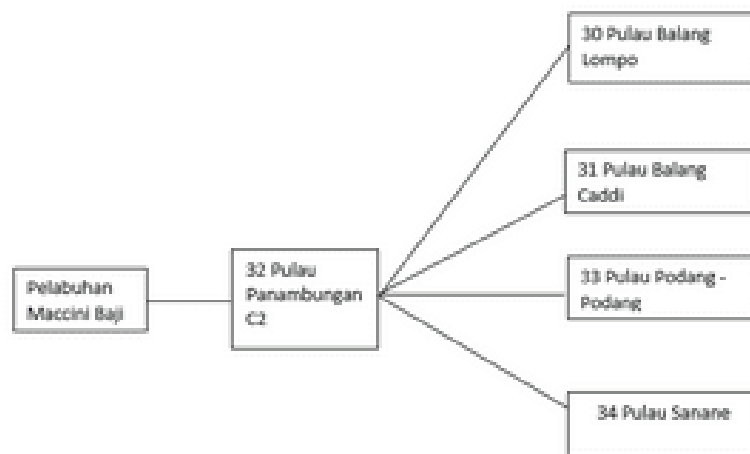 Pelabuhan
Maccini Baji
32 Pulau
Panambungan
C2
30 Pulau Balang
Lompo
31 Pulau Balang
Caddi
33 Pulau Podang -
Podang
34 Pulau Sanane